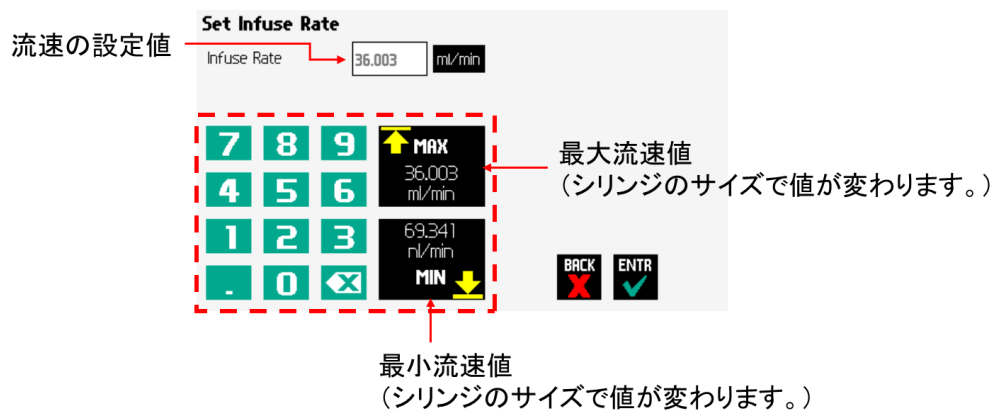 Set Infuse Rate
流速の設定値
Infuse Rate 36.003 ml/min
7 8 9 MAX
36.003
ml/min
4 5 6
最大流速値
(シリンジのサイズで値が変わります。)
1 2 3 69.341
nl/min
. 0 MIN
BACK ENTR
最小流速値
(シリンジのサイズで値が変わります。)